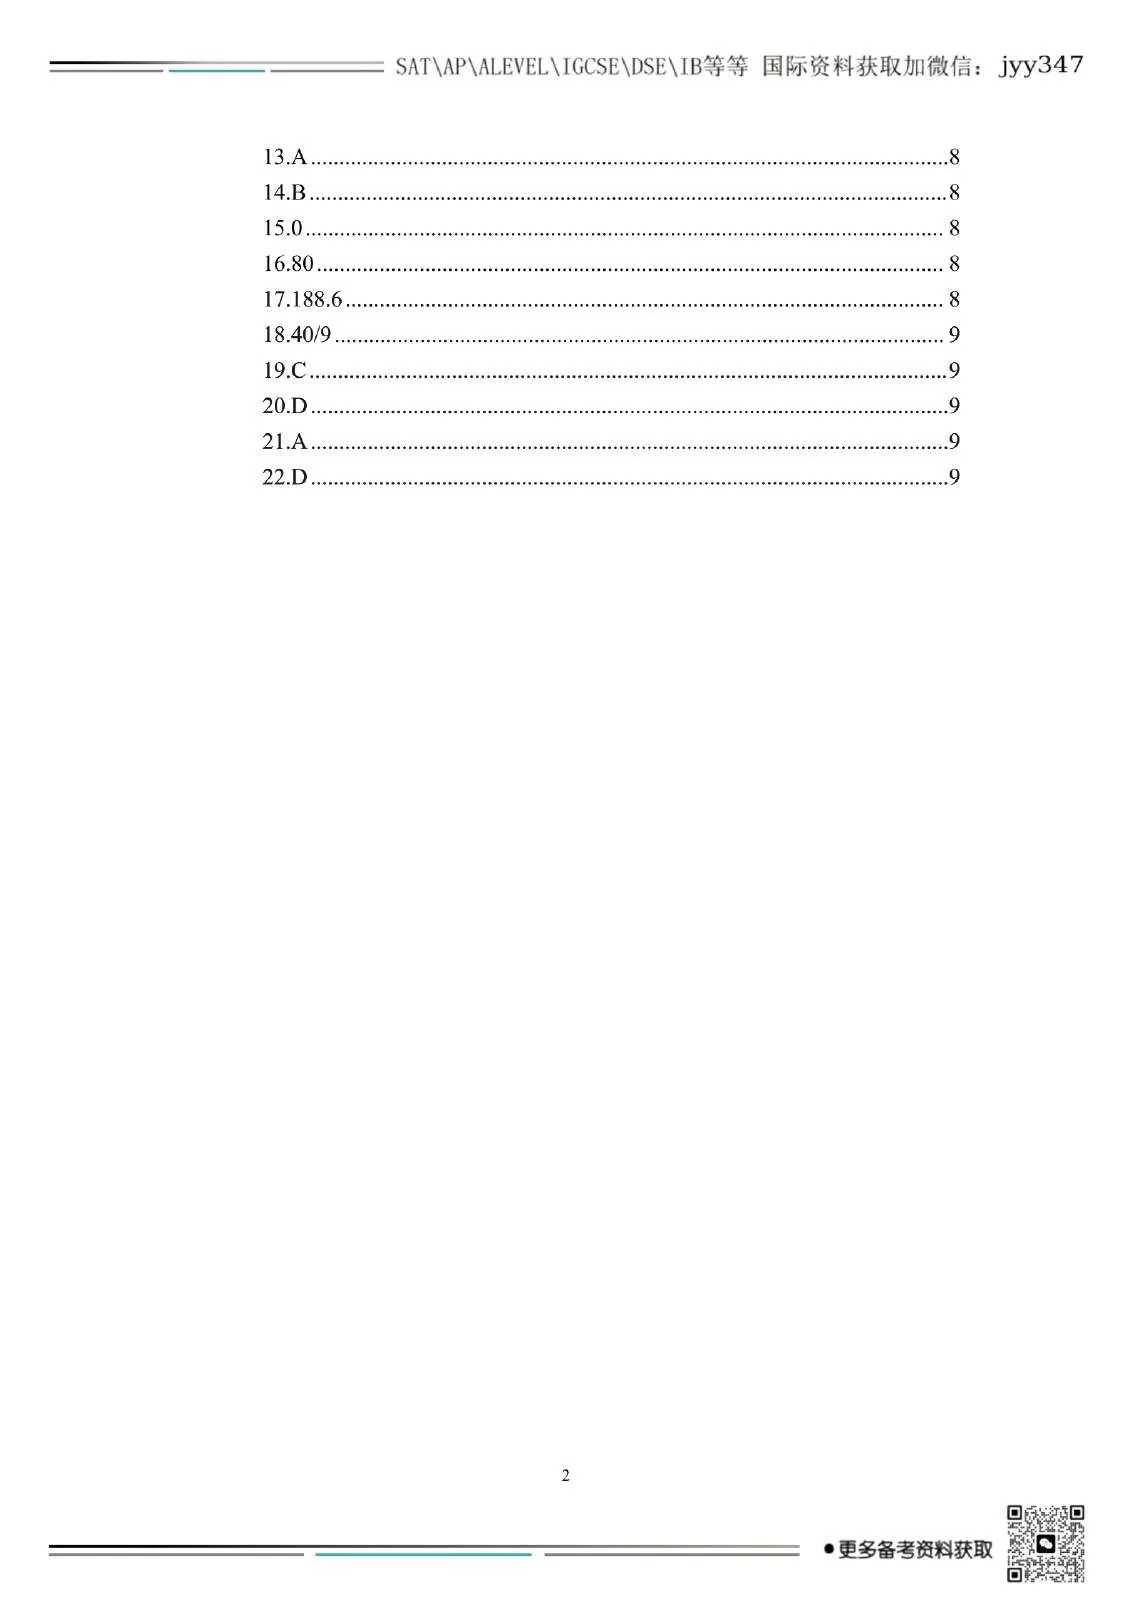 SAT\AP\ALEVEL\IGCSE\DSE\IB等等 国际资料获取加微信: jyy347
13.A........................................8
14.B........................................8
15.0........................................ 8
16.80........................................ 8
17.188.6........................................ 8
18.40/9........................................ 9
19.C........................................9
20.D........................................9
21.A........................................9
22.D........................................9
2
●更多备考资料获取